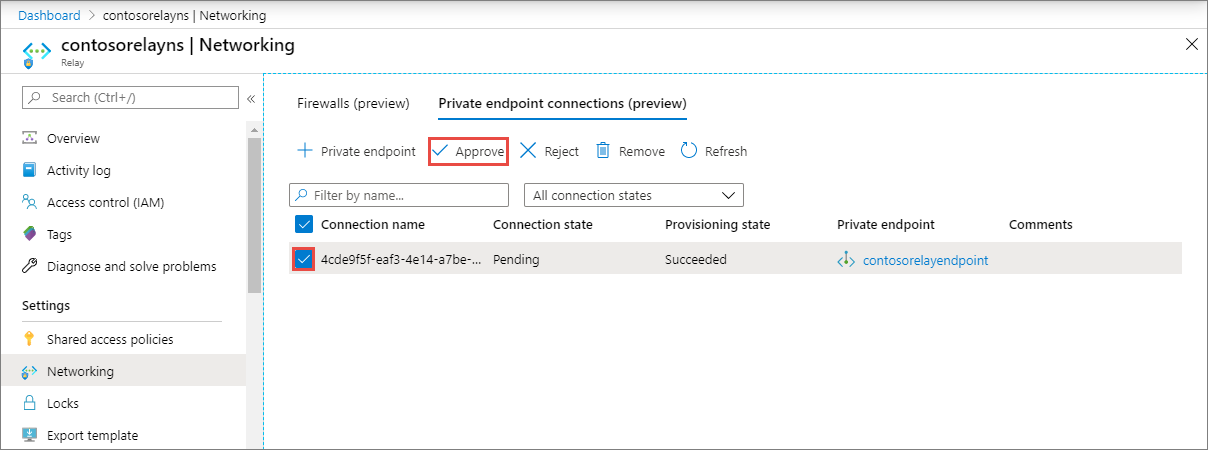 Dashboard > contosorelayns | Networking
contosorelayns | Networking
Relay
Search (Ctrl+/)
Overview
Activity log
Access control (IAM)
Tags
Diagnose and solve problems
Settings
Shared access policies
Networking
Locks
Export template
Firewalls (preview) Private endpoint connections (preview)
Private endpoint Approve Reject Remove Refresh
Filter by name... All connection states
Connection name Connection state Provisioning state Private endpoint Comments
4cde9f5f-eaf3-4e14-a7be-... Pending Succeeded contosorelayendpoint